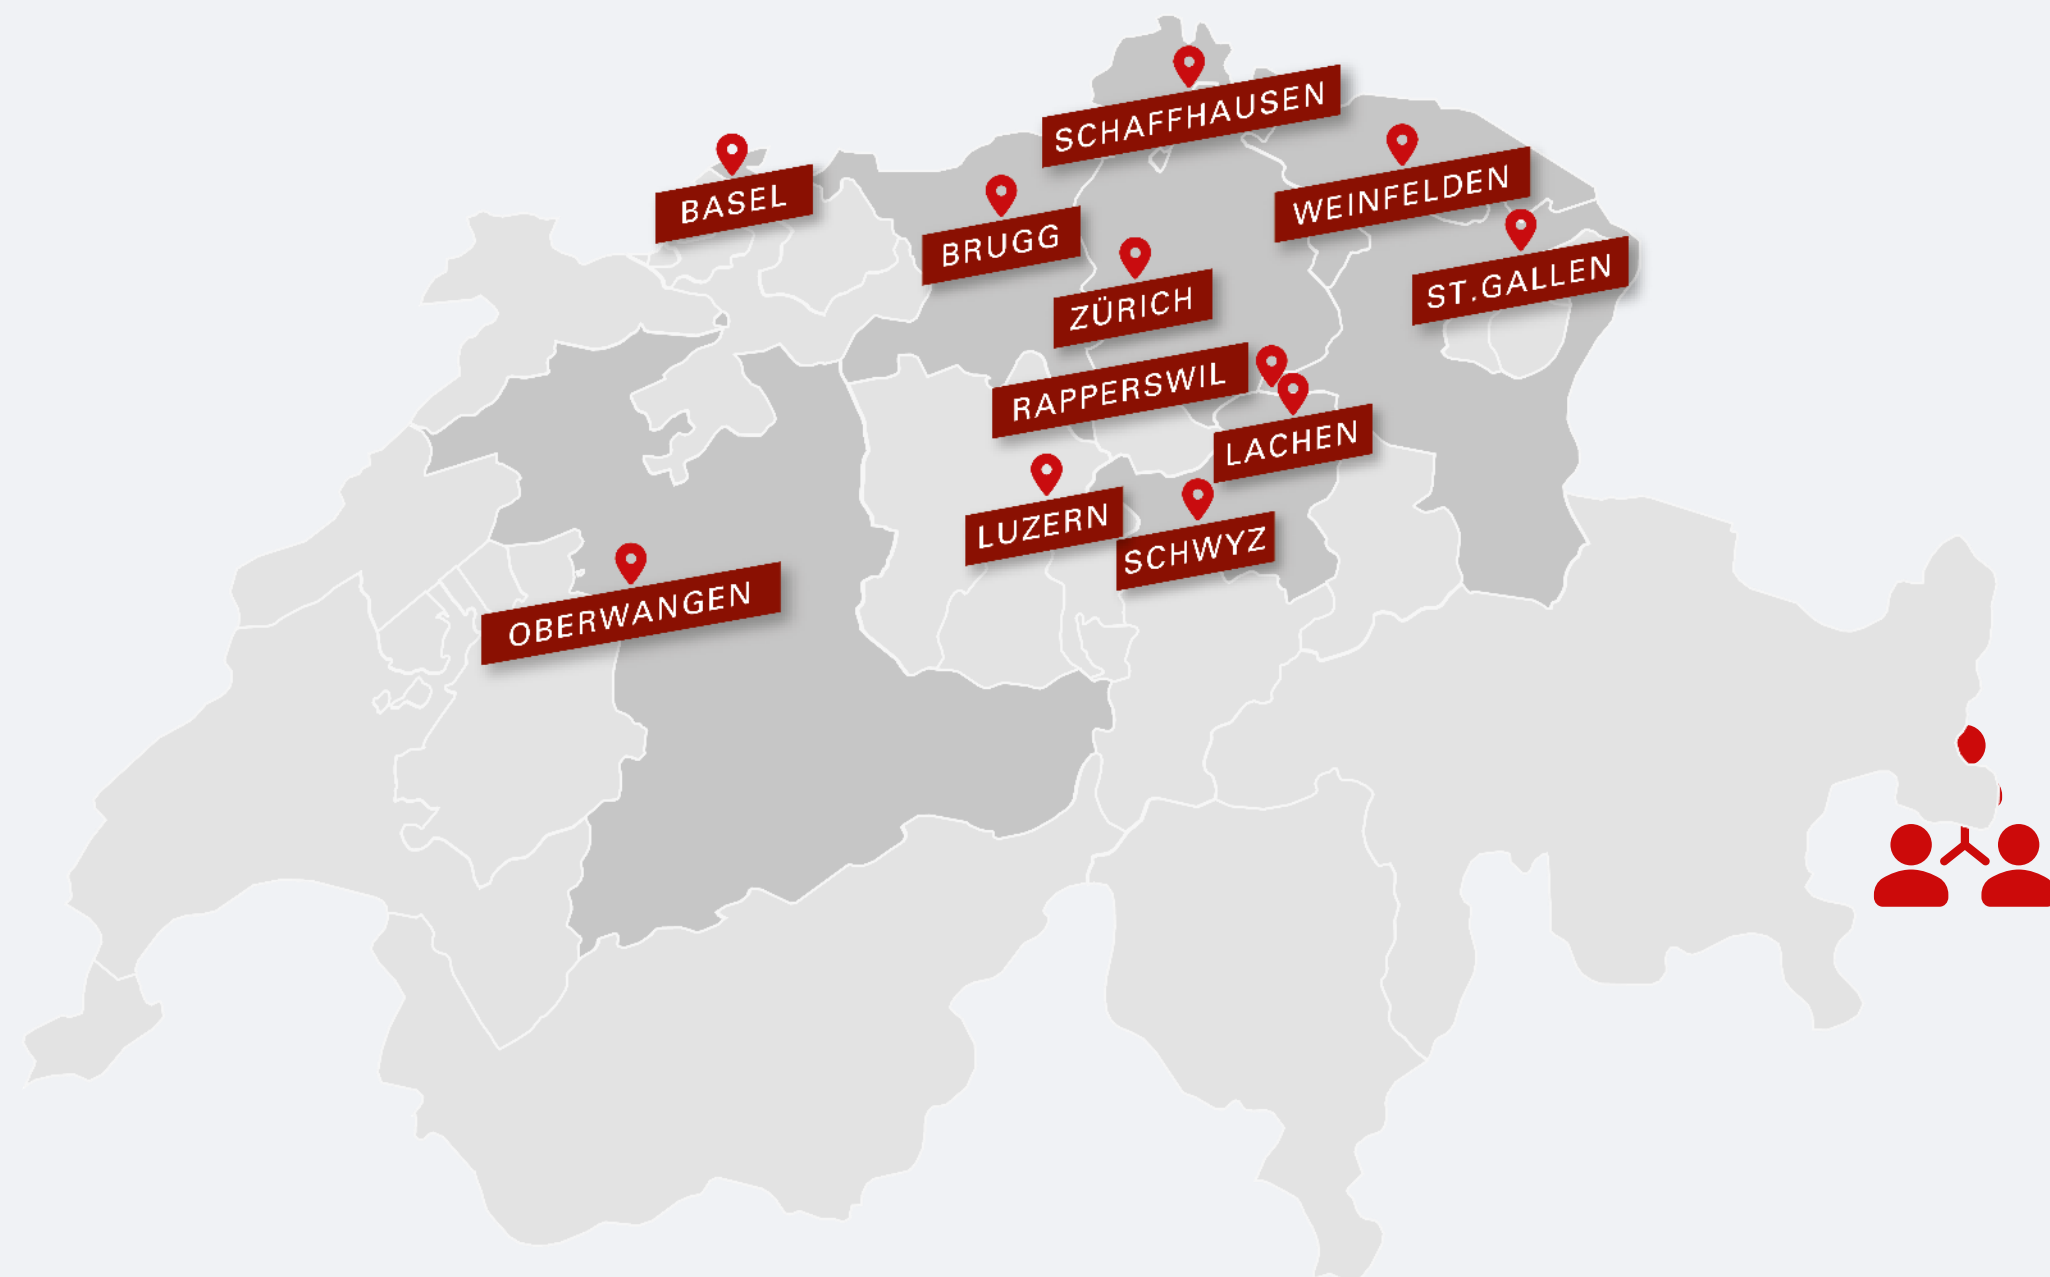 SCHAFFHAUSEN
BASEL
WEINFELDEN
BRUGG
ST.GALLEN
ZÜRICH
RAPPERSWIL
LACHEN
LUZERN
SCHWYZ
OBERWANGEN